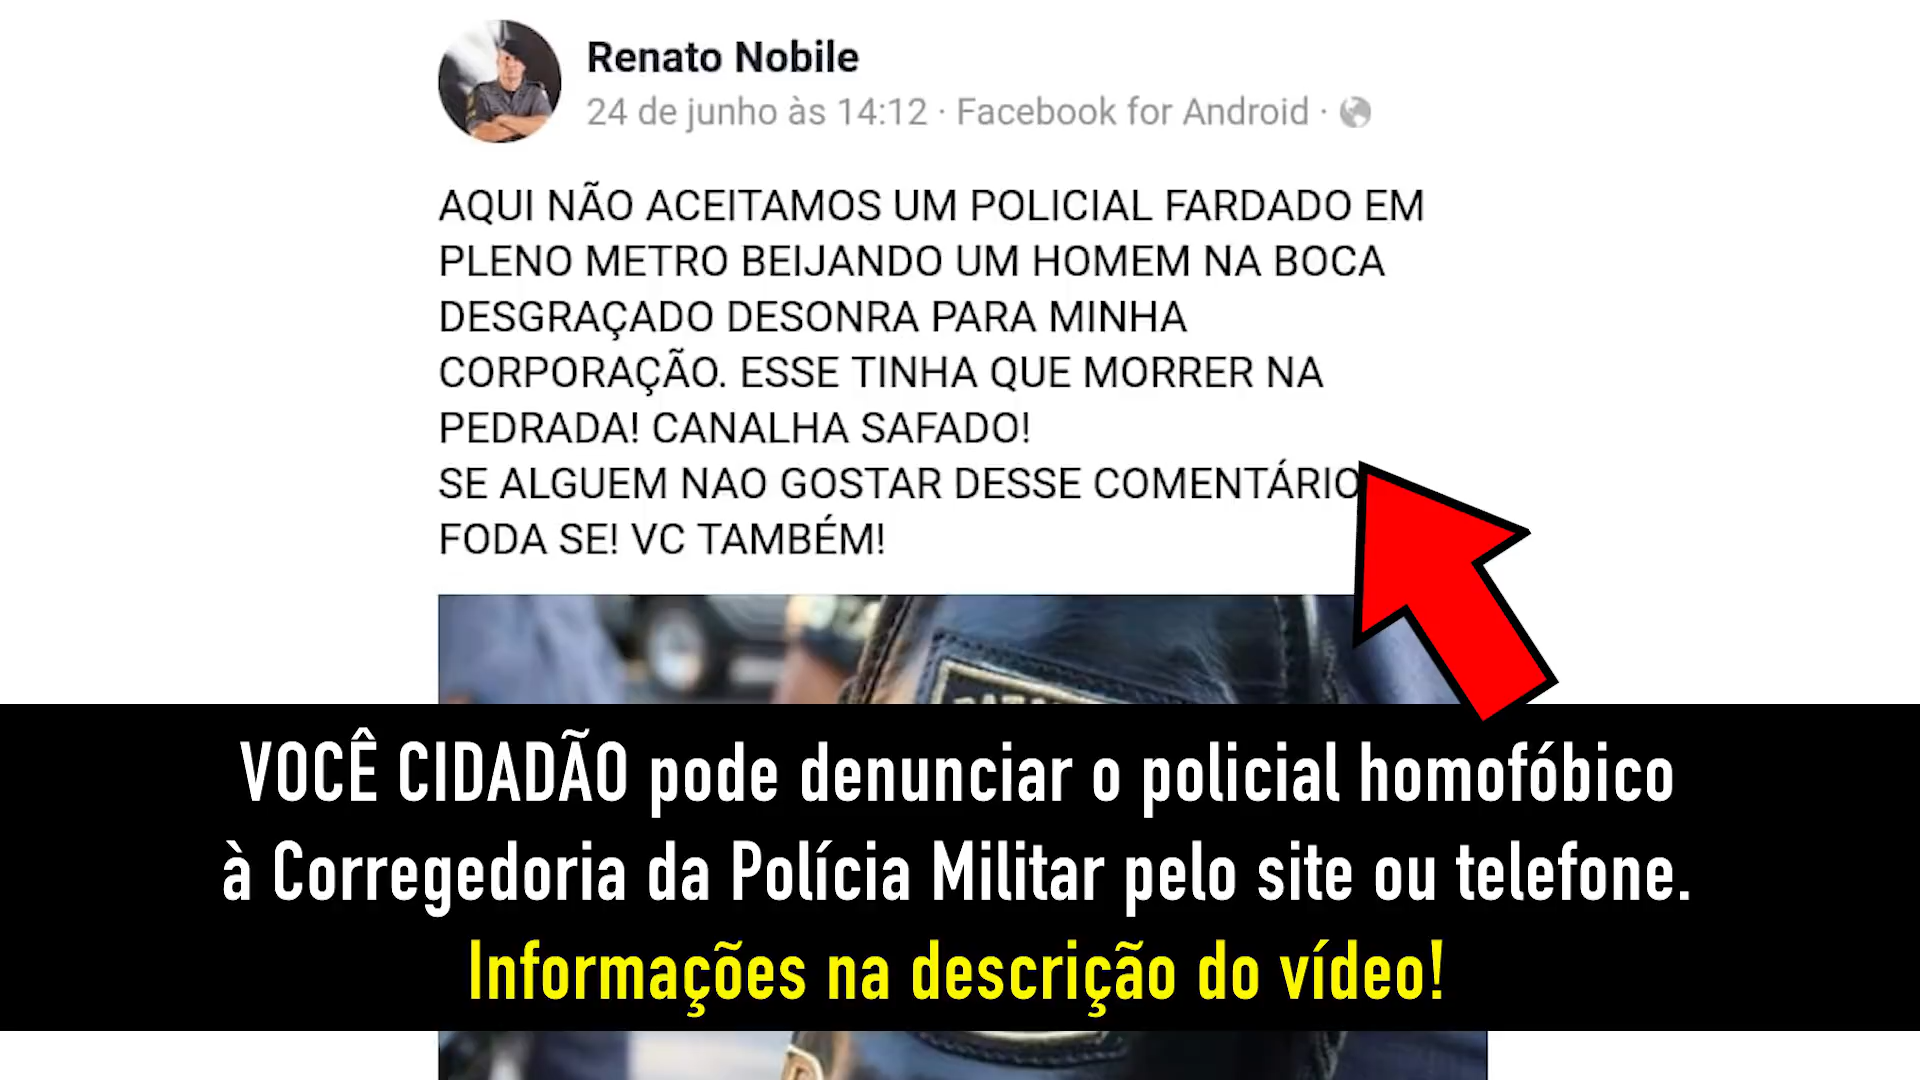 Renato Nobile
24 de junho às 14:12 · Facebook for Android ·
AQUI NÃO ACEITAMOS UM POLICIAL FARDADO EM
PLENO METRO BEIJANDO UM HOMEM NA BOCA
DESGRAÇADO DESONRA PARA MINHA
CORPORAÇÃO. ESSE TINHA QUE MORRER NA
PEDRADA! CANALHA SAFADO!
SE ALGUEM NAO GOSTAR DESSE COMENTÁRIO
FODA SE! VC TAMBÉM!
VOCÊ CIDADÃO pode denunciar o policial homofóbico
à Corregedoria da Polícia Militar pelo site ou telefone.
Informações na descrição do vídeo!